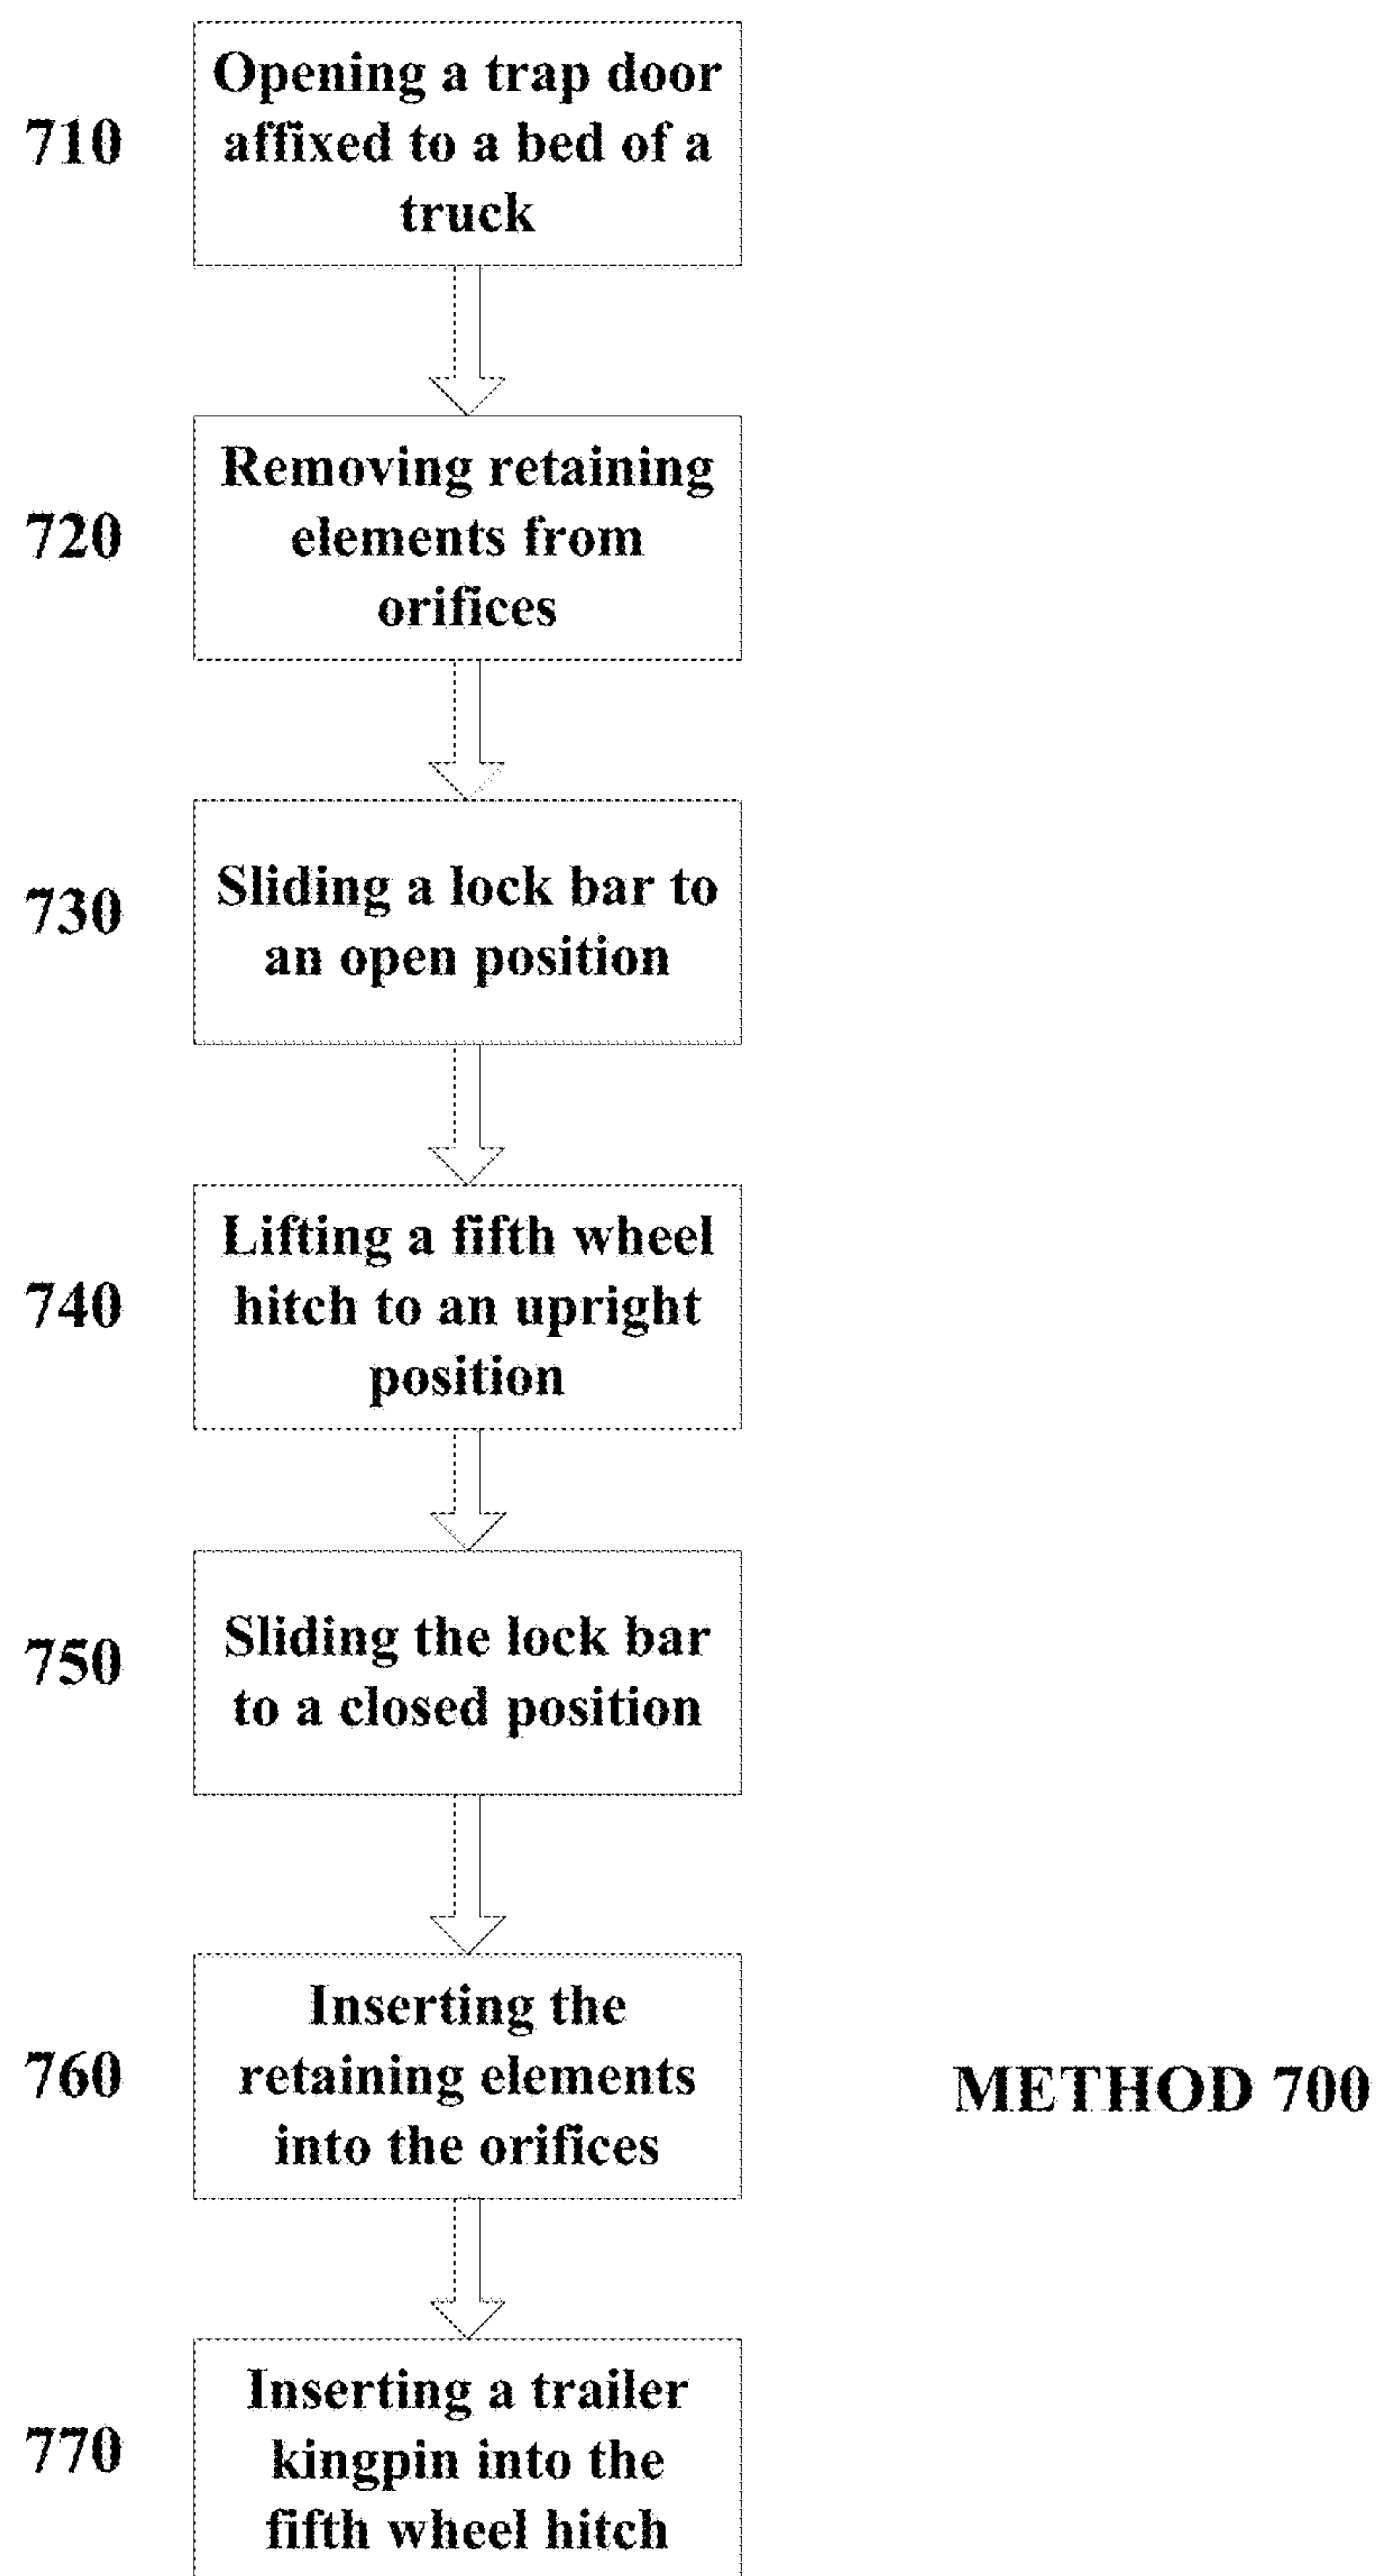 710
Opening a trap door
affixed to a bed of a
truck
720
Removing retaining
elements from
orifices
730
Sliding a lock bar to
an open position
740
Lifting a fifth wheel
hitch to an upright
position
750
Sliding the lock bar
to a closed position
760
Inserting the
retaining elements
into the orifices
METHOD 700
770
Inserting a trailer
kingpin into the
fifth wheel hitch